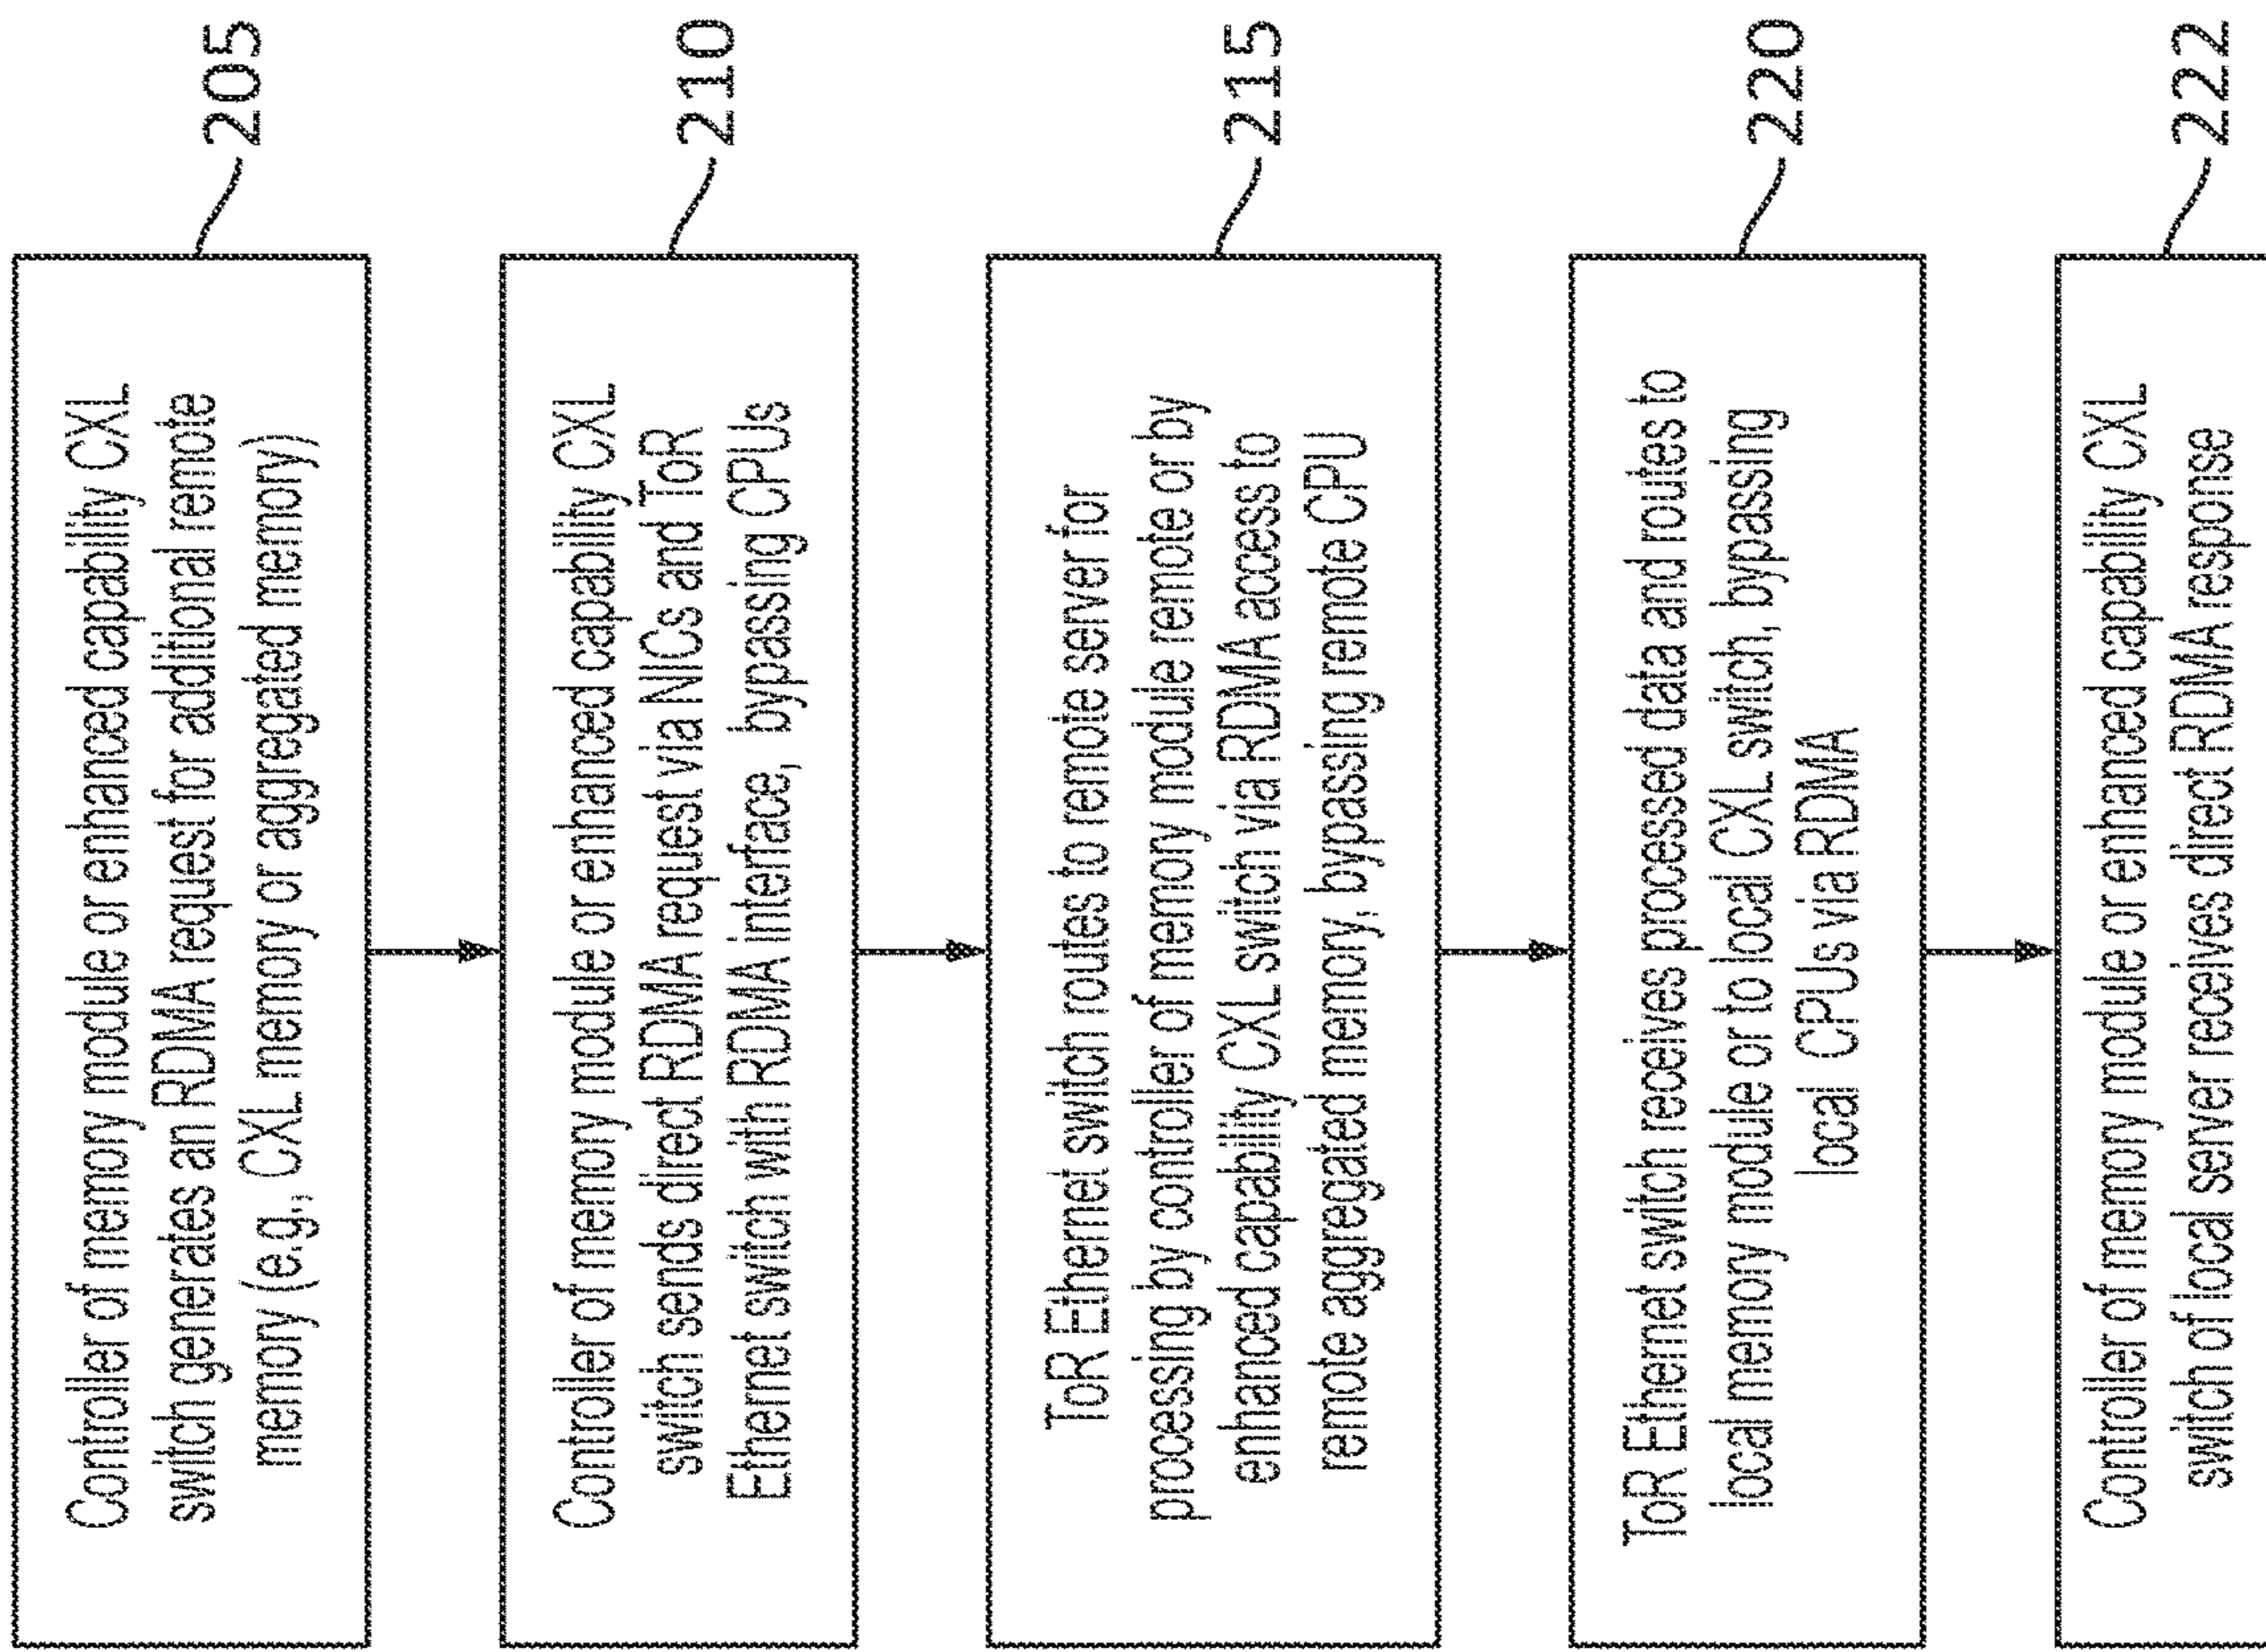 Controller of memory module or enhanced capability CXL
switch generates an RDMA request for additional remote
memory (e.g., CXL memory or aggregated memory)
205
Controller of memory module or enhanced capability CXL
switch sends direct RDMA request via NICs and ToR
Ethernet switch with RDMA interface, bypassing CPUs
210
ToR Ethernet switch routes to remote server for
processing by controller of memory module remote or by
enhanced capability CXL switch via RDMA access to
remote aggregated memory, bypassing remote CPU
215
ToR Ethernet switch receives processed data and routes to
local memory module or to local CXL switch, bypassing
local CPUs via RDMA
220
Controller of memory module or enhanced capability CXL
switch of local server receives direct RDMA response
222